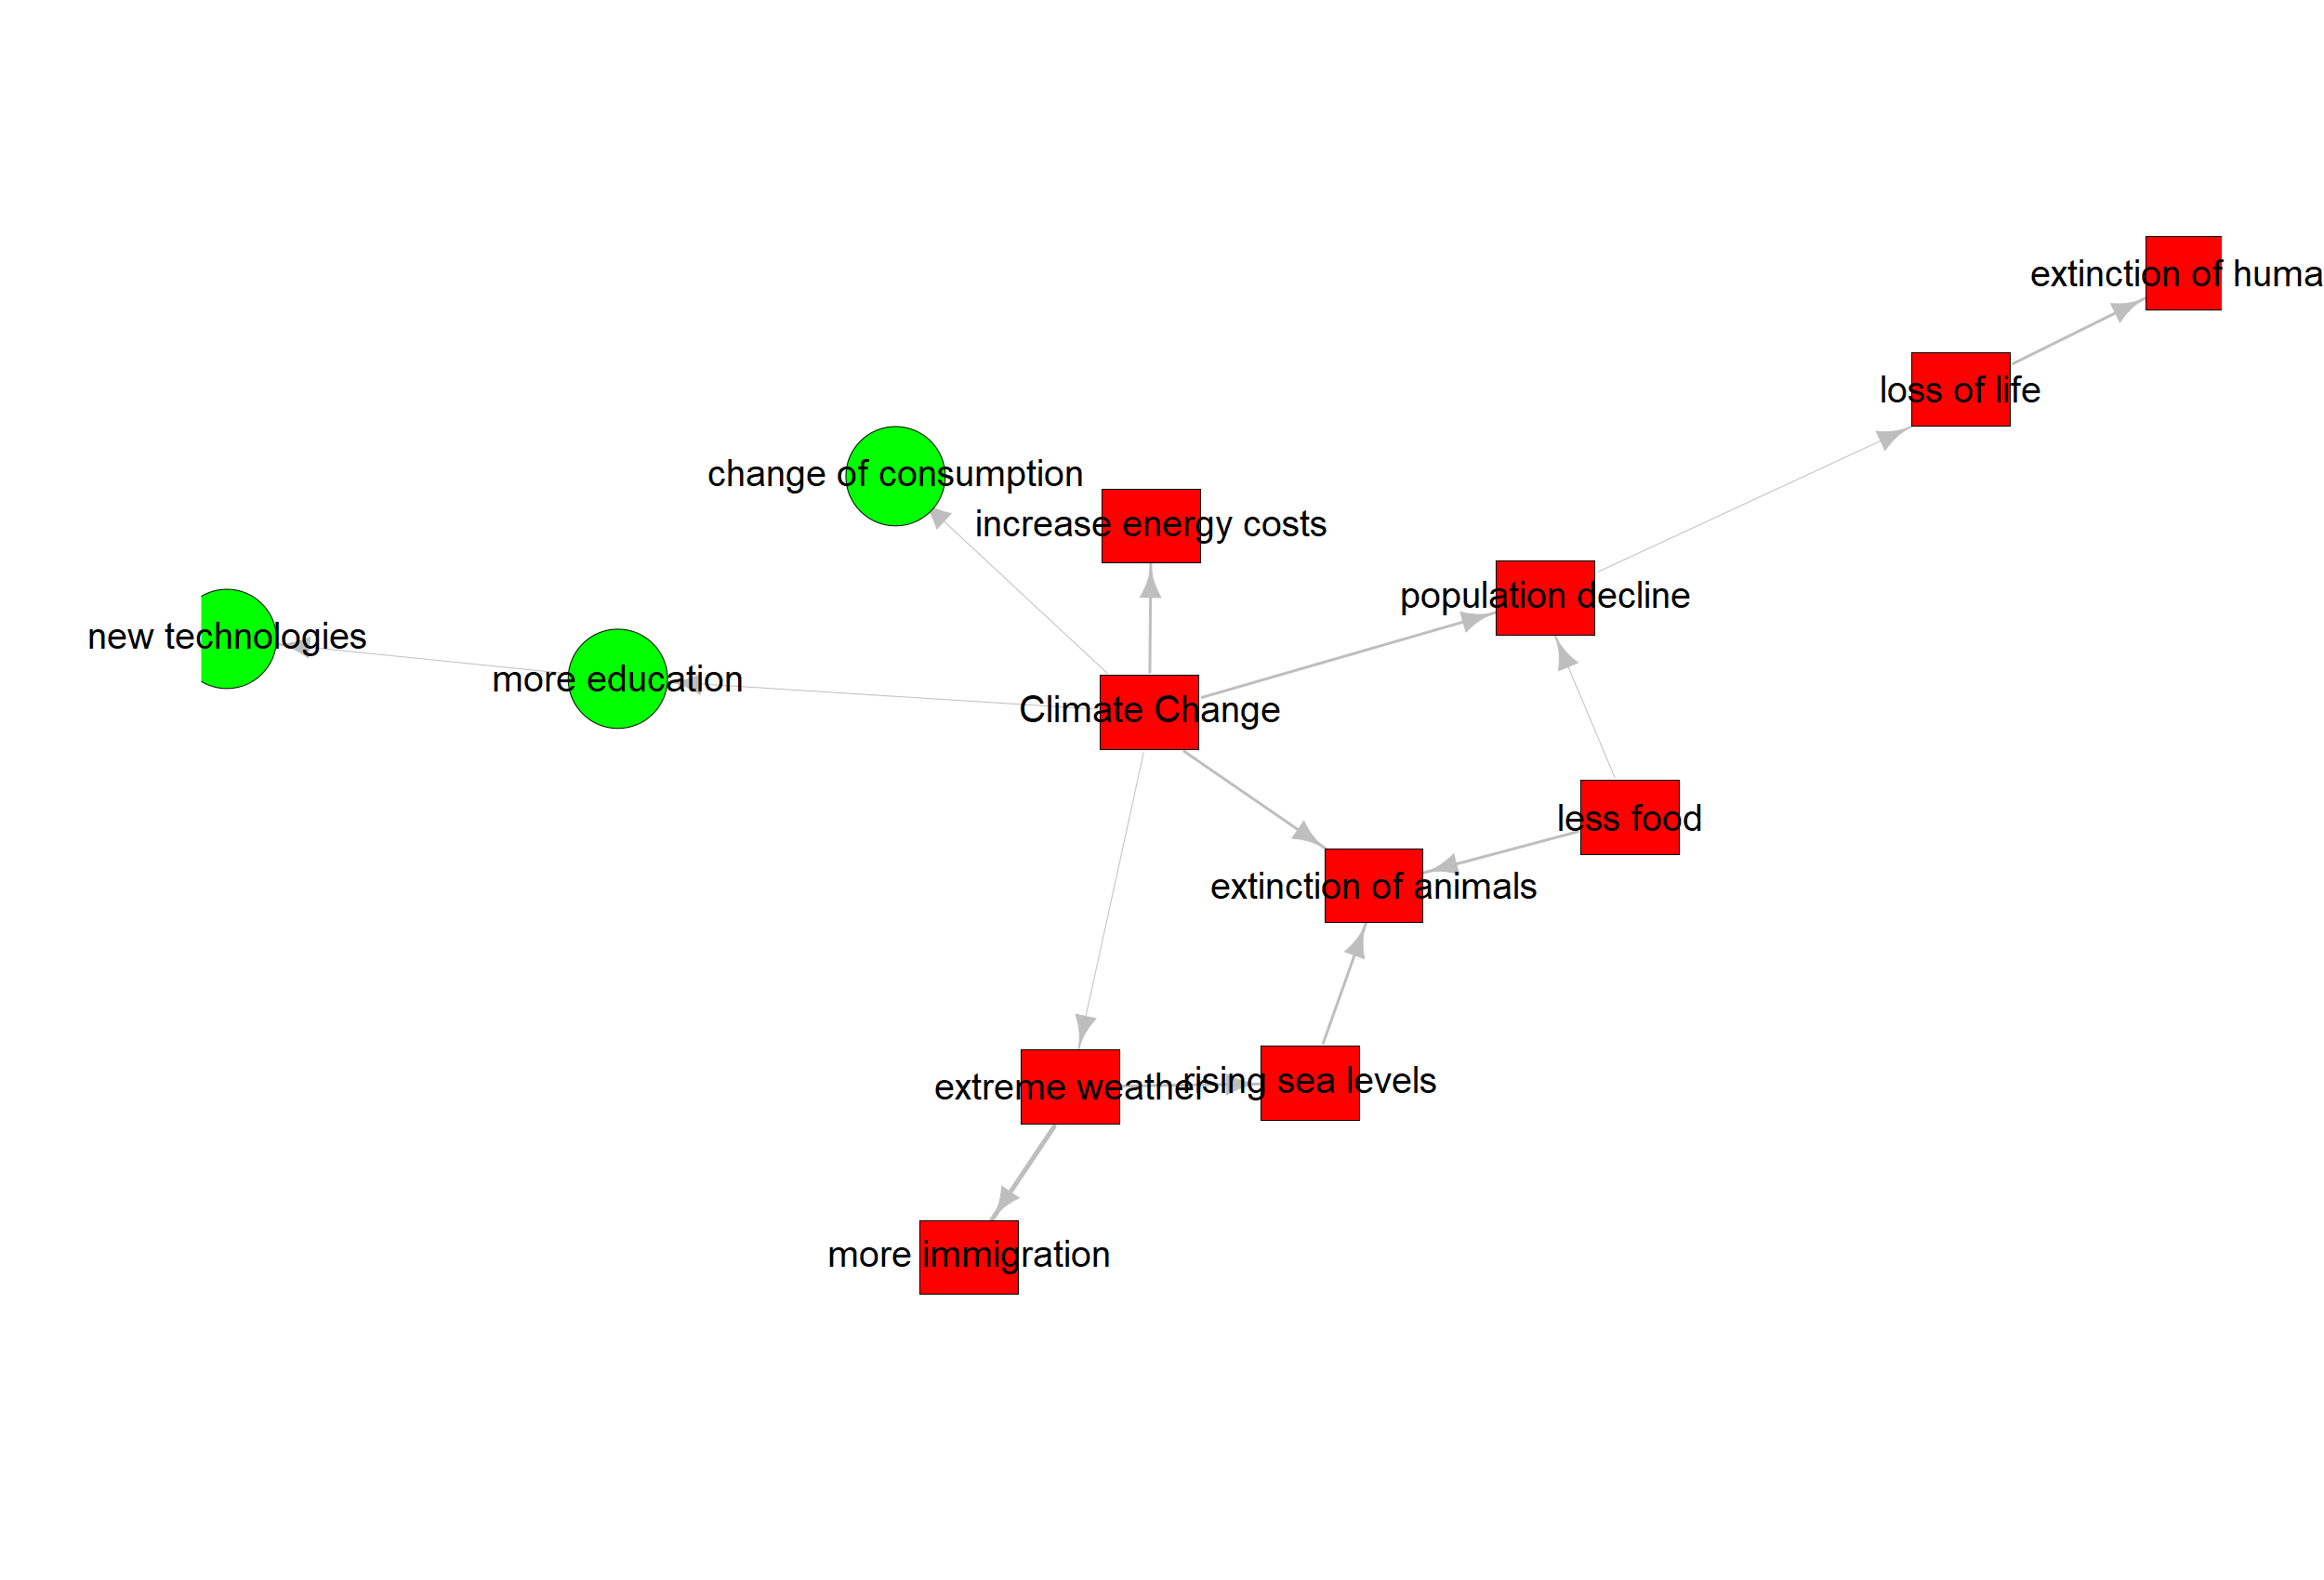 extinction of huma
loss of life
change of consumption
increase energy costs
population decline
new technologies
more education
Climate Change
less food
extinction of animals
extreme weather
rising sea levels
more immigration